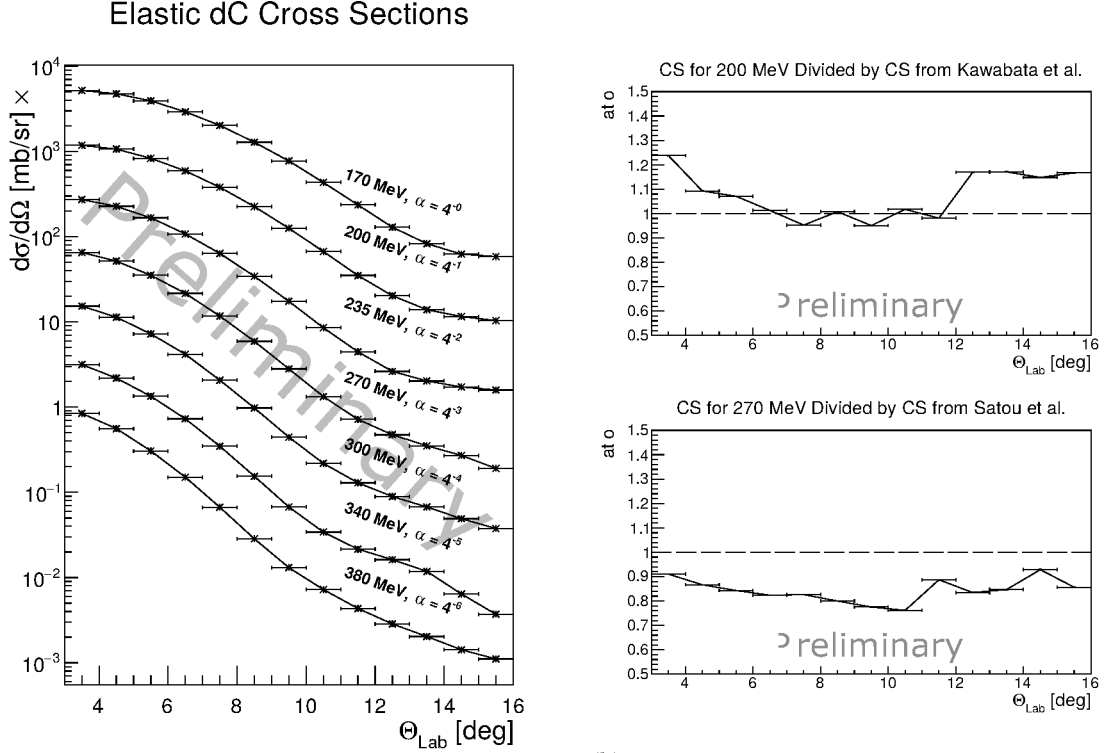 Elastic dC Cross Sections
dσ/dΩ [mb/sr] ×
10⁴
10³
10²
10
1
10⁻¹
10⁻²
10⁻³
170 MeV, α = 4⁻⁰
200 MeV, α = 4⁻¹
235 MeV, α = 4⁻²
270 MeV, α = 4⁻³
300 MeV, α = 4⁻⁴
340 MeV, α = 4⁻⁵
380 MeV, α = 4⁻⁶
Preliminary
4 6 8 10 12 14 16
Θ_Lab [deg]
CS for 200 MeV Divided by CS from Kawabata et al.
at o
1.5
1.4
1.3
1.2
1.1
1
0.9
0.8
0.7
0.6
0.5
reliminary
4 6 8 10 12 14 16
Θ_Lab [deg]
CS for 270 MeV Divided by CS from Satou et al.
at o
1.5
1.4
1.3
1.2
1.1
1
0.9
0.8
0.7
0.6
0.5
reliminary
4 6 8 10 12 14 16
Θ_Lab [deg]